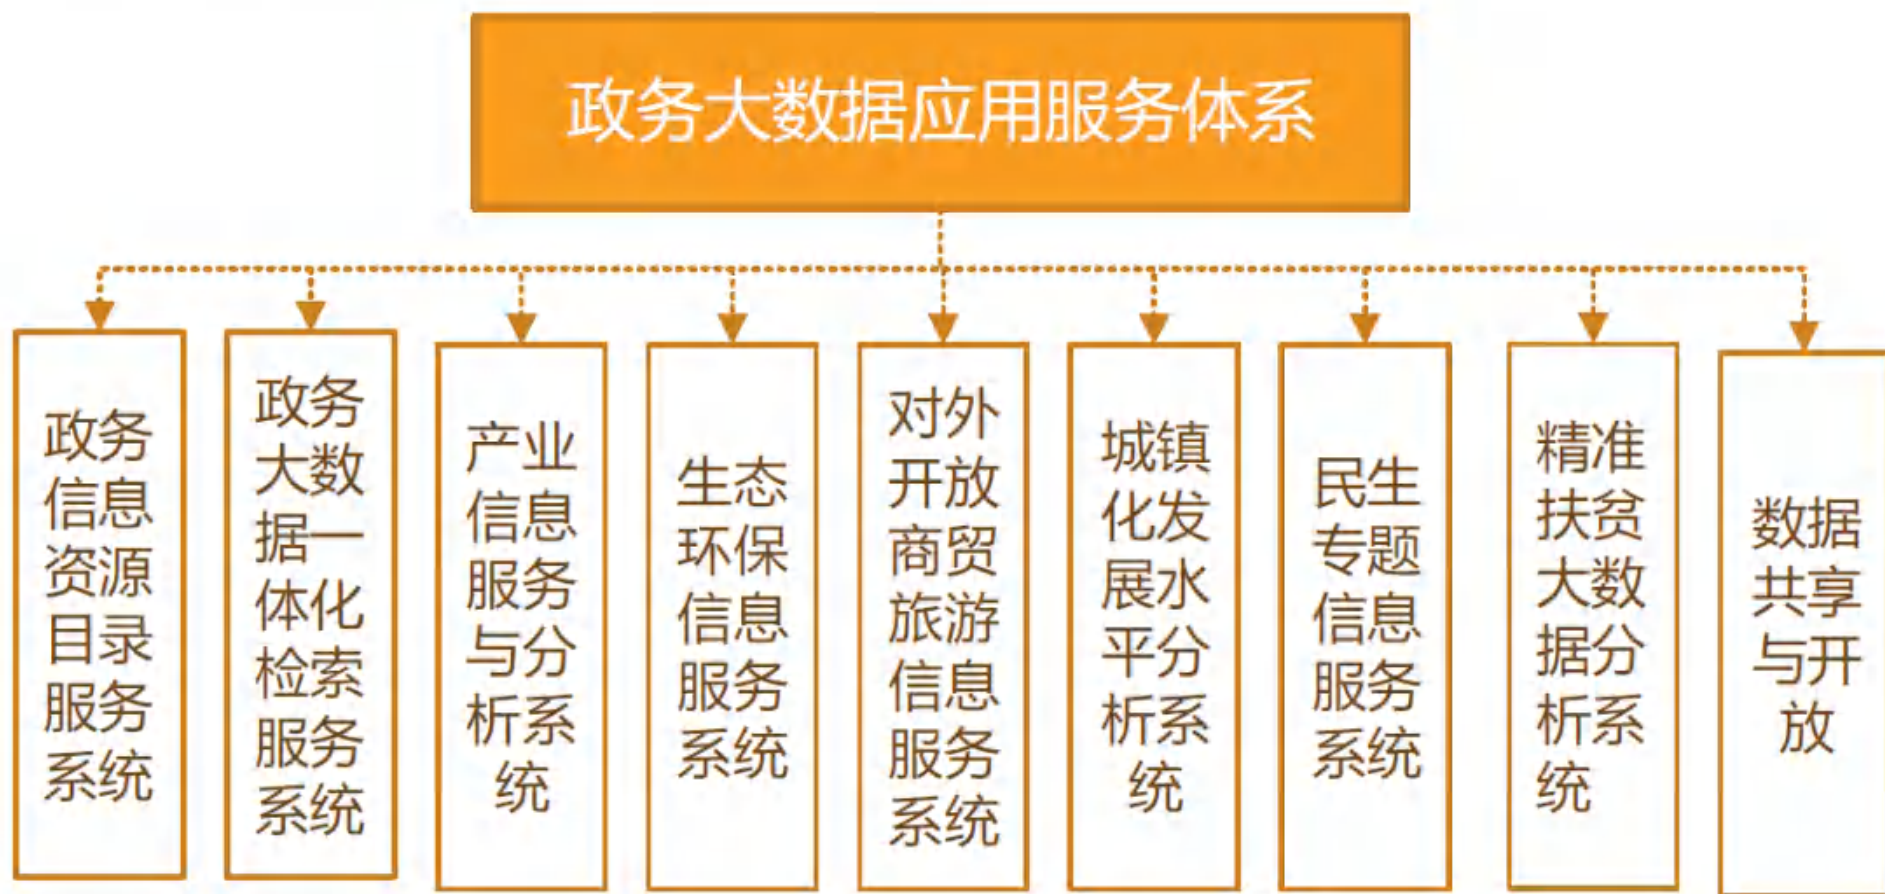 政务大数据应用服务体系
政务
信息
资源
目录
服务
系统
政务
大数
据一
体化
检索
服务
系统
产业
信息
服务
与分
析系
统
生态
环保
信息
服务
系统
对外
开放
商贸
旅游
信息
服务
系统
城镇
化发
展水
平分
析系
统
民生
专题
信息
服务
系统
精准
扶贫
大数
据分
析系
统
数据
共享
与开
放